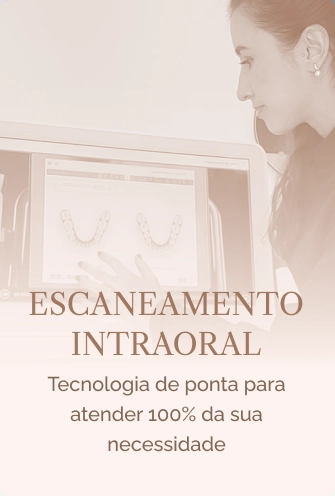 ESCANEAMENTO
INTRAORAL
Tecnologia de ponta para
atender 100% da sua
necessidade